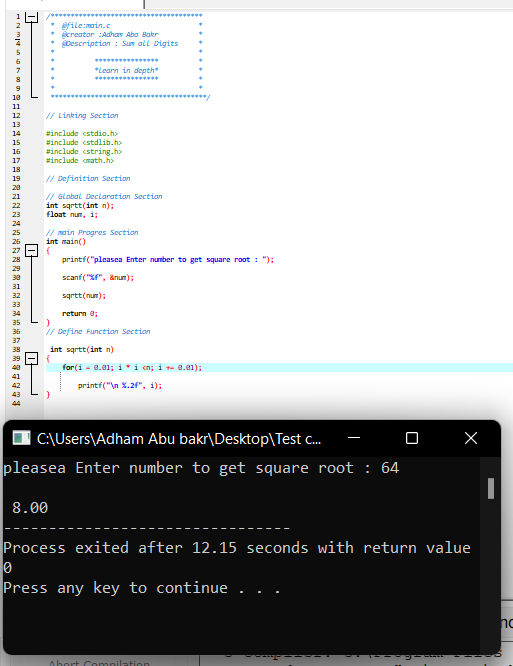 1 /**************************************
2 * @file:main.c *
3 * @creator :Adham Abo Bakr *
4 * @Description : Sum all Digits *
5 * *
6 * **************** *
7 * *learn in depth* *
8 * **************** *
9 * *
10 ***************************************/
11
12 // Linking Section
13
14 #include <stdio.h>
15 #include <stdlib.h>
16 #include <string.h>
17 #include <math.h>
18
19 // Definition Section
20
21 // Global Declaration Section
22 int sqrtt(int n);
23 float num, i;
24
25 // main Progres Section
26 int main()
27 {
28 printf("pleasea Enter number to get square root : ");
29
30 scanf("%f", &num);
31
32 sqrtt(num);
33
34 return 0;
35 }
36 // Define Function Section
37
38 int sqrtt(int n)
39 {
40 for(i = 0.01; i * i <n; i += 0.01);
41
42 printf("\n %.2f", i);
43 }
44
C:\Users\Adham Abu bakr\Desktop\Test c...
pleasea Enter number to get square root : 64
8.00
--------------------------------
Process exited after 12.15 seconds with return value
0
Press any key to continue . . .
Abort Compilation